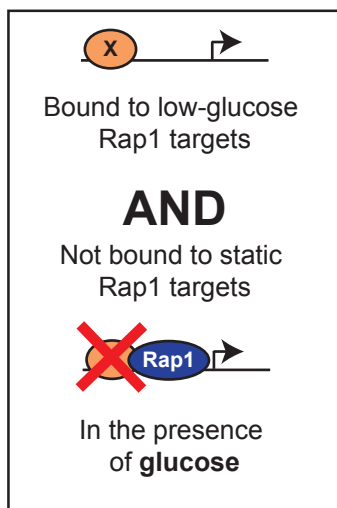 X
Bound to low-glucose
Rap1 targets
AND
Not bound to static
Rap1 targets
Rap1
In the presence
of glucose